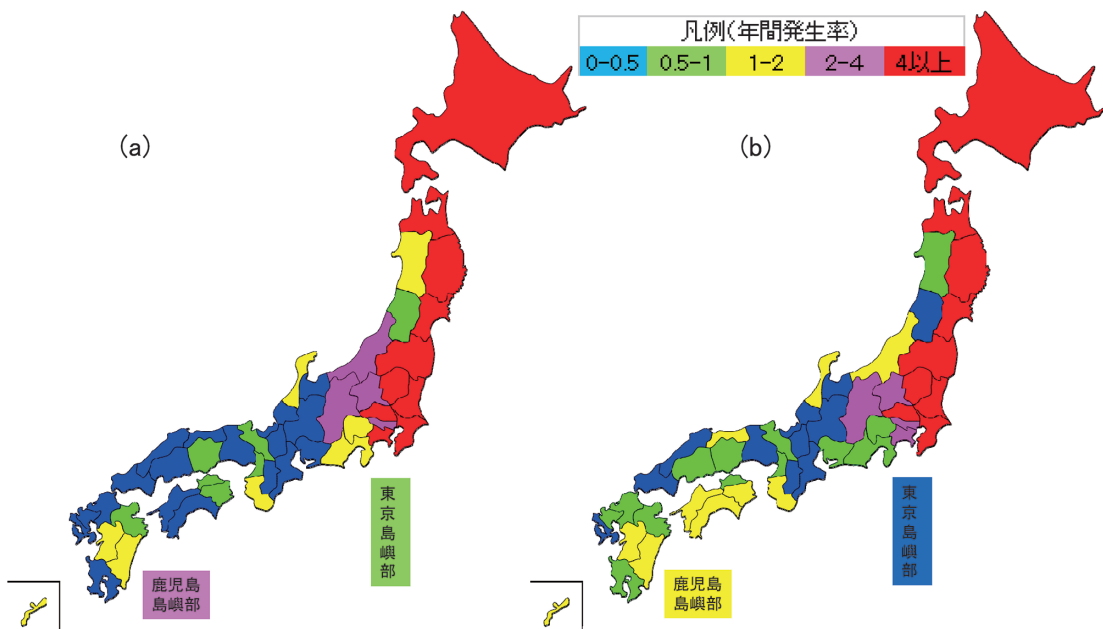 凡例(年間発生率)
0-0.5 0.5-1 1-2 2-4 4以上
(a)
(b)
東京島嶼部
鹿児島
島嶼部
東京島嶼部
鹿児島
島嶼部